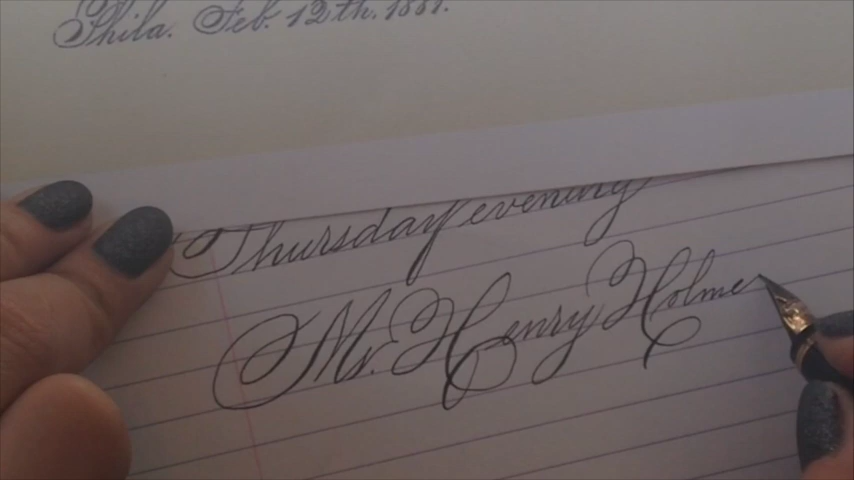 Phila. Feb. 12th. 1881.
Thursday evening
Mr. Henry Holme